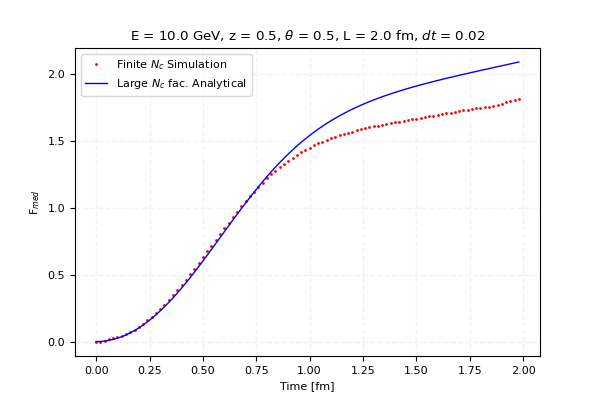 E = 10.0 GeV, z = 0.5, θ = 0.5, L = 2.0 fm, dt = 0.02
Finite N_c Simulation
Large N_c fac. Analytical
F_med
2.0
1.5
1.0
0.5
0.0
0.00 0.25 0.50 0.75 1.00 1.25 1.50 1.75 2.00
Time [fm]